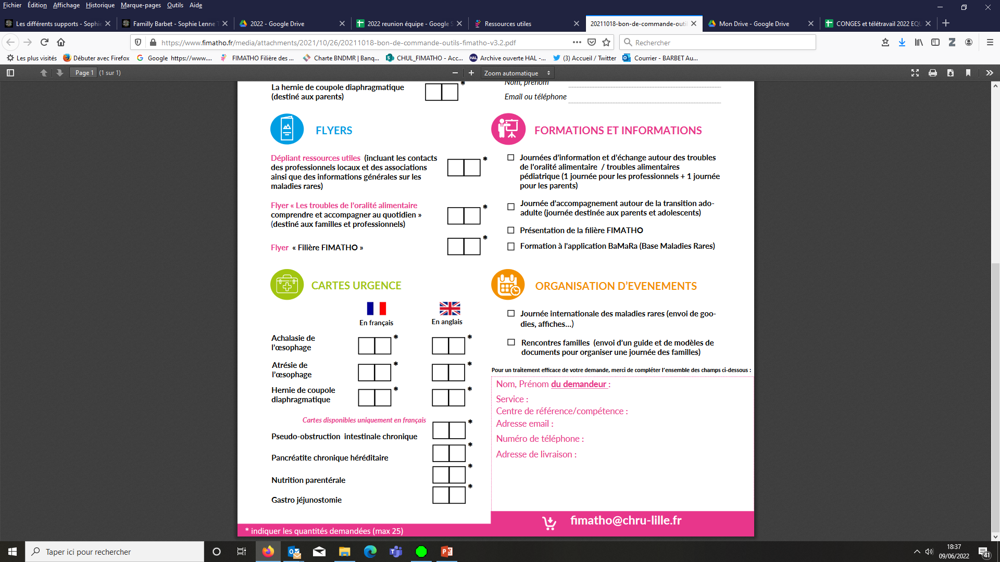 Fichier Édition Affichage Historique Marque-pages Outils Aide
Les différents supports - Sophi
Familly Barbet - Sophie Lenne T
2022 - Google Drive
2022 reunion équipe - Google S
Ressources utiles
20211018-bon-de-commande-outil
Mon Drive - Google Drive
CONGES et télétravail 2022 EQU
https://www.fimatho.fr/media/attachments/2021/10/26/20211018-bon-de-commande-outils-fimatho-v3.2.pdf
Rechercher
Les plus visités
Débuter avec Firefox
Google https://www....
FIMATHO Filière des ...
Charte BNDMR | Banq...
CHUL_FIMATHO - Acc...
Archive ouverte HAL -...
(3) Accueil / Twitter
Courrier - BARBET Au...
Page 1 (1 sur 1)
Zoom automatique
La hernie de coupole diaphragmatique *
(destiné aux parents)
Nom, prénom
Email ou téléphone
FLYERS
Dépliant ressources utiles (incluant les contacts *
des professionnels locaux et des associations
ainsi que des informations générales sur les
maladies rares)
Flyer « Les troubles de l’oralité alimentaire *
comprendre et accompagner au quotidien »
(destiné aux familles et professionnels)
Flyer « Filière FIMATHO » *
FORMATIONS ET INFORMATIONS
Journées d’information et d’échange autour des troubles
de l’oralité alimentaire / troubles alimentaires
pédiatrique (1 journée pour les professionnels + 1 journée
pour les parents)
Journée d’accompagnement autour de la transition ado-
adulte (journée destinée aux parents et adolescents)
Présentation de la filière FIMATHO
Formation à l'application BaMaRa (Base Maladies Rares)
CARTES URGENCE
En français
En anglais
Achalasie de * *
l’œsophage
Atrésie de * *
l’œsophage
Hernie de coupole * *
diaphragmatique
Cartes disponibles uniquement en français
Pseudo-obstruction intestinale chronique *
Pancréatite chronique héréditaire *
Nutrition parentérale *
Gastro jéjunostomie *
* indiquer les quantités demandées (max 25)
ORGANISATION D’EVENEMENTS
Journée internationale des maladies rares (envoi de goo-
dies, affiches...)
Rencontres familles (envoi d’un guide et de modèles de
documents pour organiser une journée des familles)
Pour un traitement efficace de votre demande, merci de compléter l’ensemble des champs ci-dessous :
Nom, Prénom du demandeur :
Service :
Centre de référence/compétence :
Adresse email :
Numéro de téléphone :
Adresse de livraison :
fimatho@chru-lille.fr
Taper ici pour rechercher
18:37
09/06/2022
41